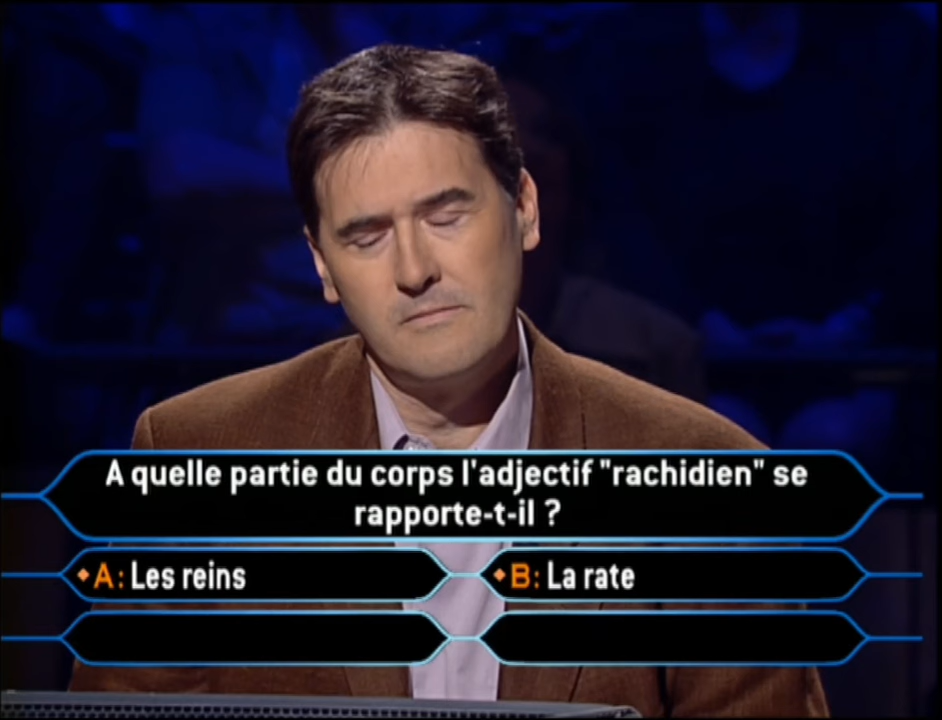 A quelle partie du corps l'adjectif "rachidien" se
rapporte-t-il ?
A: Les reins
B: La rate